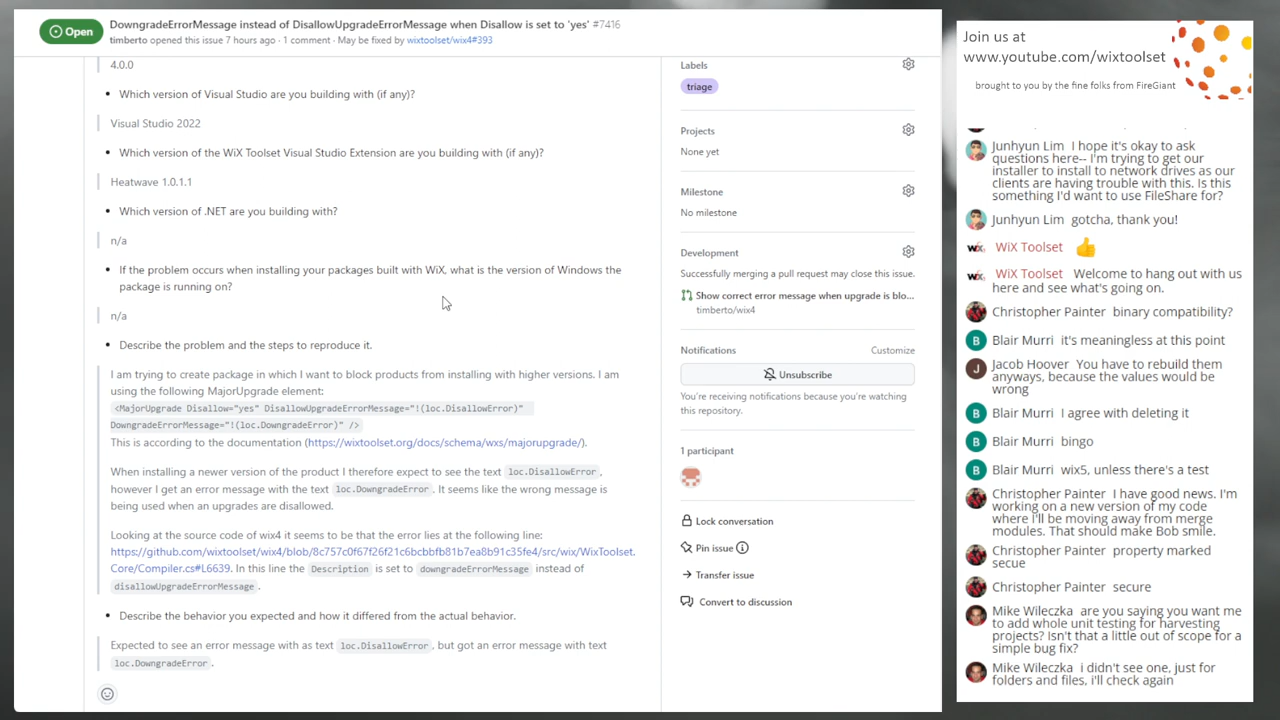 DowngradeErrorMessage instead of DisallowUpgradeErrorMessage when Disallow is set to 'yes' #7416
Open
timberto opened this issue 7 hours ago · 1 comment · May be fixed by wixtoolset/wix4#393
4.0.0
• Which version of Visual Studio are you building with (if any)?
Visual Studio 2022
• Which version of the WiX Toolset Visual Studio Extension are you building with (if any)?
Heatwave 1.0.1.1
• Which version of .NET are you building with?
n/a
• If the problem occurs when installing your packages built with WiX, what is the version of Windows the
package is running on?
n/a
• Describe the problem and the steps to reproduce it.
I am trying to create package in which I want to block products from installing with higher versions. I am
using the following MajorUpgrade element:
<MajorUpgrade Disallow="yes" DisallowUpgradeErrorMessage="!(loc.DisallowError)"
DowngradeErrorMessage="!(loc.DowngradeError)" />
This is according to the documentation (https://wixtoolset.org/docs/schema/wxs/majorupgrade/).
When installing a newer version of the product I therefore expect to see the text loc.DisallowError,
however I get an error message with the text loc.DowngradeError. It seems like the wrong message is
being used when an upgrades are disallowed.
Looking at the source code of wix4 it seems to be that the error lies at the following line:
https://github.com/wixtoolset/wix4/blob/8c757c0f67f26f21c6bcbbfb81b7ea8b91c35fe4/src/wix/WixToolset.
Core/Compiler.cs#L6639. In this line the Description is set to downgradeErrorMessage instead of
disallowUpgradeErrorMessage.
• Describe the behavior you expected and how it differed from the actual behavior.
Expected to see an error message with as text loc.DisallowError, but got an error message with text
loc.DowngradeError.
Labels
triage
Projects
None yet
Milestone
No milestone
Development
Successfully merging a pull request may close this issue.
Show correct error message when upgrade is blo...
timberto/wix4
Notifications
Customize
Unsubscribe
You're receiving notifications because you're watching
this repository.
1 participant
Lock conversation
Pin issue
Transfer issue
Convert to discussion
Join us at
www.youtube.com/wixtoolset
brought to you by the fine folks from FireGiant
Junhyun Lim I hope it's okay to ask
questions here-- I'm trying to get our
installer to install to network drives as our
clients are having trouble with this. Is this
something I'd want to use FileShare for?
Junhyun Lim gotcha, thank you!
WiX Toolset 👍
WiX Toolset Welcome to hang out with us
here and see what's going on.
Christopher Painter binary compatibility?
B Blair Murri it's meaningless at this point
J Jacob Hoover You have to rebuild them
anyways, because the values would be
wrong
B Blair Murri I agree with deleting it
B Blair Murri bingo
B Blair Murri wix5, unless there's a test
Christopher Painter I have good news. I'm
working on a new version of my code
where I'll be moving away from merge
modules. That should make Bob smile.
Christopher Painter property marked
secue
Christopher Painter secure
Mike Wileczka are you saying you want me
to add whole unit testing for harvesting
projects? Isn't that a little out of scope for a
simple bug fix?
Mike Wileczka i didn't see one, just for
folders and files, i'll check again